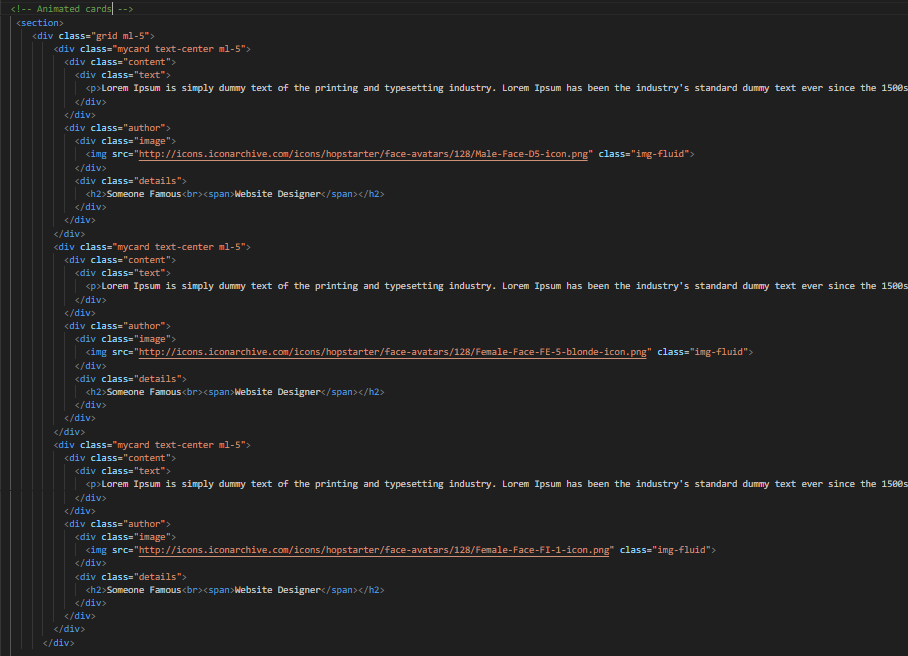 <!-- Animated cards -->
<section>
<div class="grid ml-5">
<div class="mycard text-center ml-5">
<div class="content">
<div class="text">
<p>Lorem Ipsum is simply dummy text of the printing and typesetting industry. Lorem Ipsum has been the industry's standard dummy text ever since the 1500s
</div>
</div>
<div class="author">
<div class="image">
<img src="http://icons.iconarchive.com/icons/hopstarter/face-avatars/128/Male-Face-D5-icon.png" class="img-fluid">
</div>
<div class="details">
<h2>Someone Famous<br><span>Website Designer</span></h2>
</div>
</div>
</div>
<div class="mycard text-center ml-5">
<div class="content">
<div class="text">
<p>Lorem Ipsum is simply dummy text of the printing and typesetting industry. Lorem Ipsum has been the industry's standard dummy text ever since the 1500s
</div>
</div>
<div class="author">
<div class="image">
<img src="http://icons.iconarchive.com/icons/hopstarter/face-avatars/128/Female-Face-FE-5-blonde-icon.png" class="img-fluid">
</div>
<div class="details">
<h2>Someone Famous<br><span>Website Designer</span></h2>
</div>
</div>
</div>
<div class="mycard text-center ml-5">
<div class="content">
<div class="text">
<p>Lorem Ipsum is simply dummy text of the printing and typesetting industry. Lorem Ipsum has been the industry's standard dummy text ever since the 1500s
</div>
</div>
<div class="author">
<div class="image">
<img src="http://icons.iconarchive.com/icons/hopstarter/face-avatars/128/Female-Face-FI-1-icon.png" class="img-fluid">
</div>
<div class="details">
<h2>Someone Famous<br><span>Website Designer</span></h2>
</div>
</div>
</div>
</div>